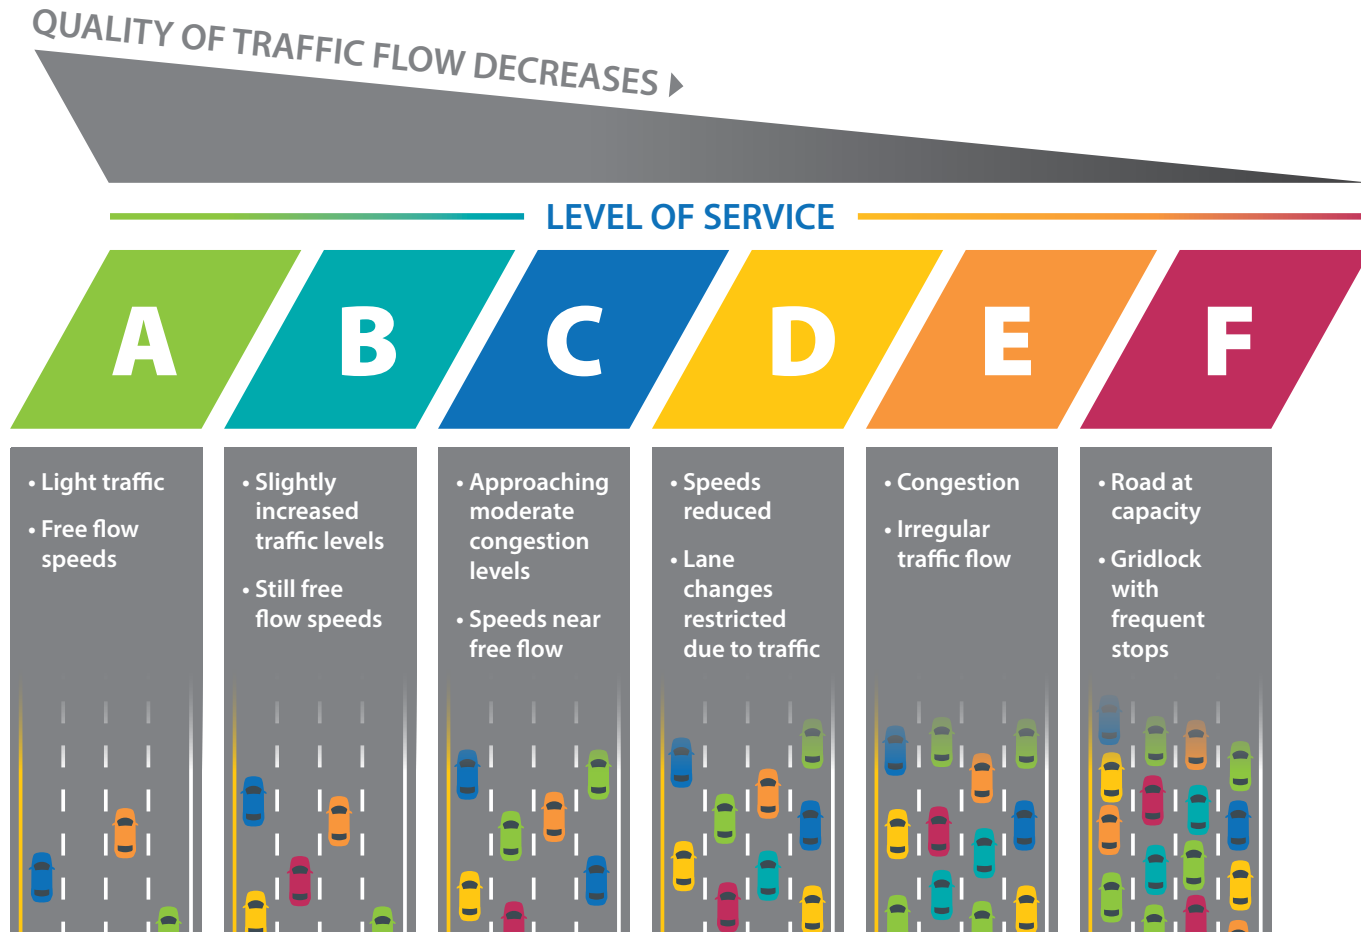 QUALITY OF TRAFFIC FLOW DECREASES
LEVEL OF SERVICE
A
B
C
D
E
F
• Light traffic
• Free flow
speeds
• Slightly
increased
traffic levels
• Still free
flow speeds
• Approaching
moderate
congestion
levels
• Speeds near
free flow
• Speeds
reduced
• Lane
changes
restricted
due to traffic
• Congestion
• Irregular
traffic flow
• Road at
capacity
• Gridlock
with
frequent
stops